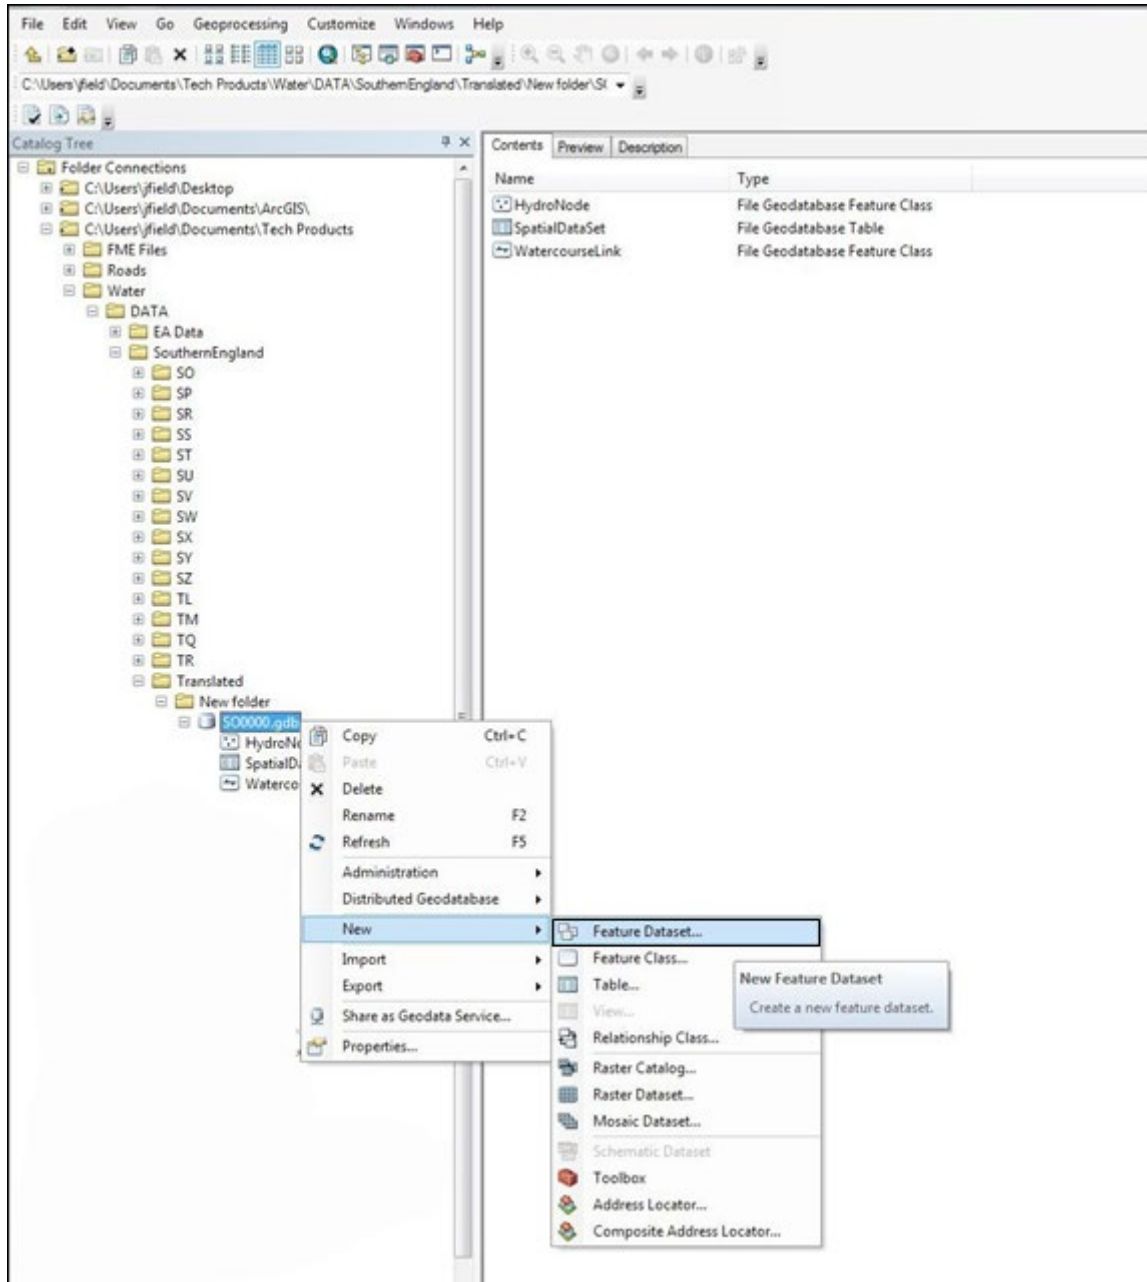 File Edit View Go Geoprocessing Customize Windows Help
C:\Users\jfield\Documents\Tech Products\Water\DATA\SouthernEngland\Translated\New folder\S
Catalog Tree
Folder Connections
C:\Users\jfield\Desktop
C:\Users\jfield\Documents\ArcGIS\
C:\Users\jfield\Documents\Tech Products
FME Files
Roads
Water
DATA
EA Data
SouthernEngland
SO
SP
SR
SS
ST
SU
SV
SW
SX
SY
SZ
TL
TM
TQ
TR
Translated
New folder
SO0000.gdb
HydroNo
SpatialD
Waterco
Contents Preview Description
Name Type
HydroNode File Geodatabase Feature Class
SpatialDataSet File Geodatabase Table
WatercourseLink File Geodatabase Feature Class
Copy Ctrl+C
Paste Ctrl+V
Delete
Rename F2
Refresh F5
Administration
Distributed Geodatabase
New
Import
Export
Share as Geodata Service...
Properties...
Feature Dataset...
Feature Class...
Table...
View...
Relationship Class...
Raster Catalog...
Raster Dataset...
Mosaic Dataset...
Schematic Dataset
Toolbox
Address Locator...
Composite Address Locator...
New Feature Dataset
Create a new feature dataset.